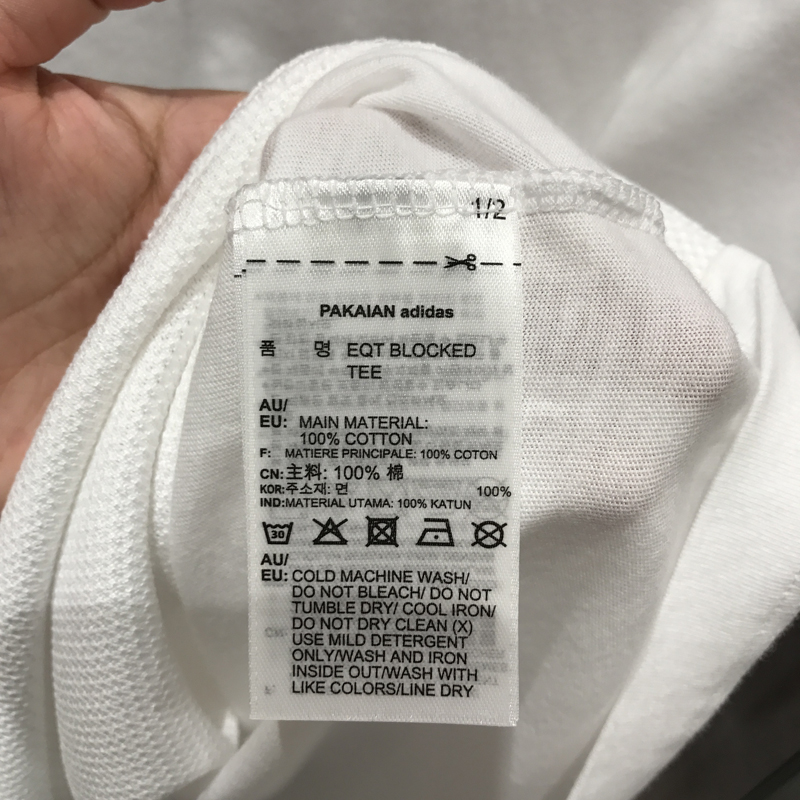 1/2
PAKAIAN adidas
품 명 EQT BLOCKED
TEE
AU/
EU: MAIN MATERIAL:
100% COTTON
F: MATIERE PRINCIPALE: 100% COTON
CN: 主料: 100% 棉
KOR: 주소재: 면 100%
IND: MATERIAL UTAMA: 100% KATUN
30
AU/
EU: COLD MACHINE WASH/
DO NOT BLEACH/ DO NOT
TUMBLE DRY/ COOL IRON/
DO NOT DRY CLEAN (X)
USE MILD DETERGENT
ONLY/WASH AND IRON
INSIDE OUT/WASH WITH
LIKE COLORS/LINE DRY